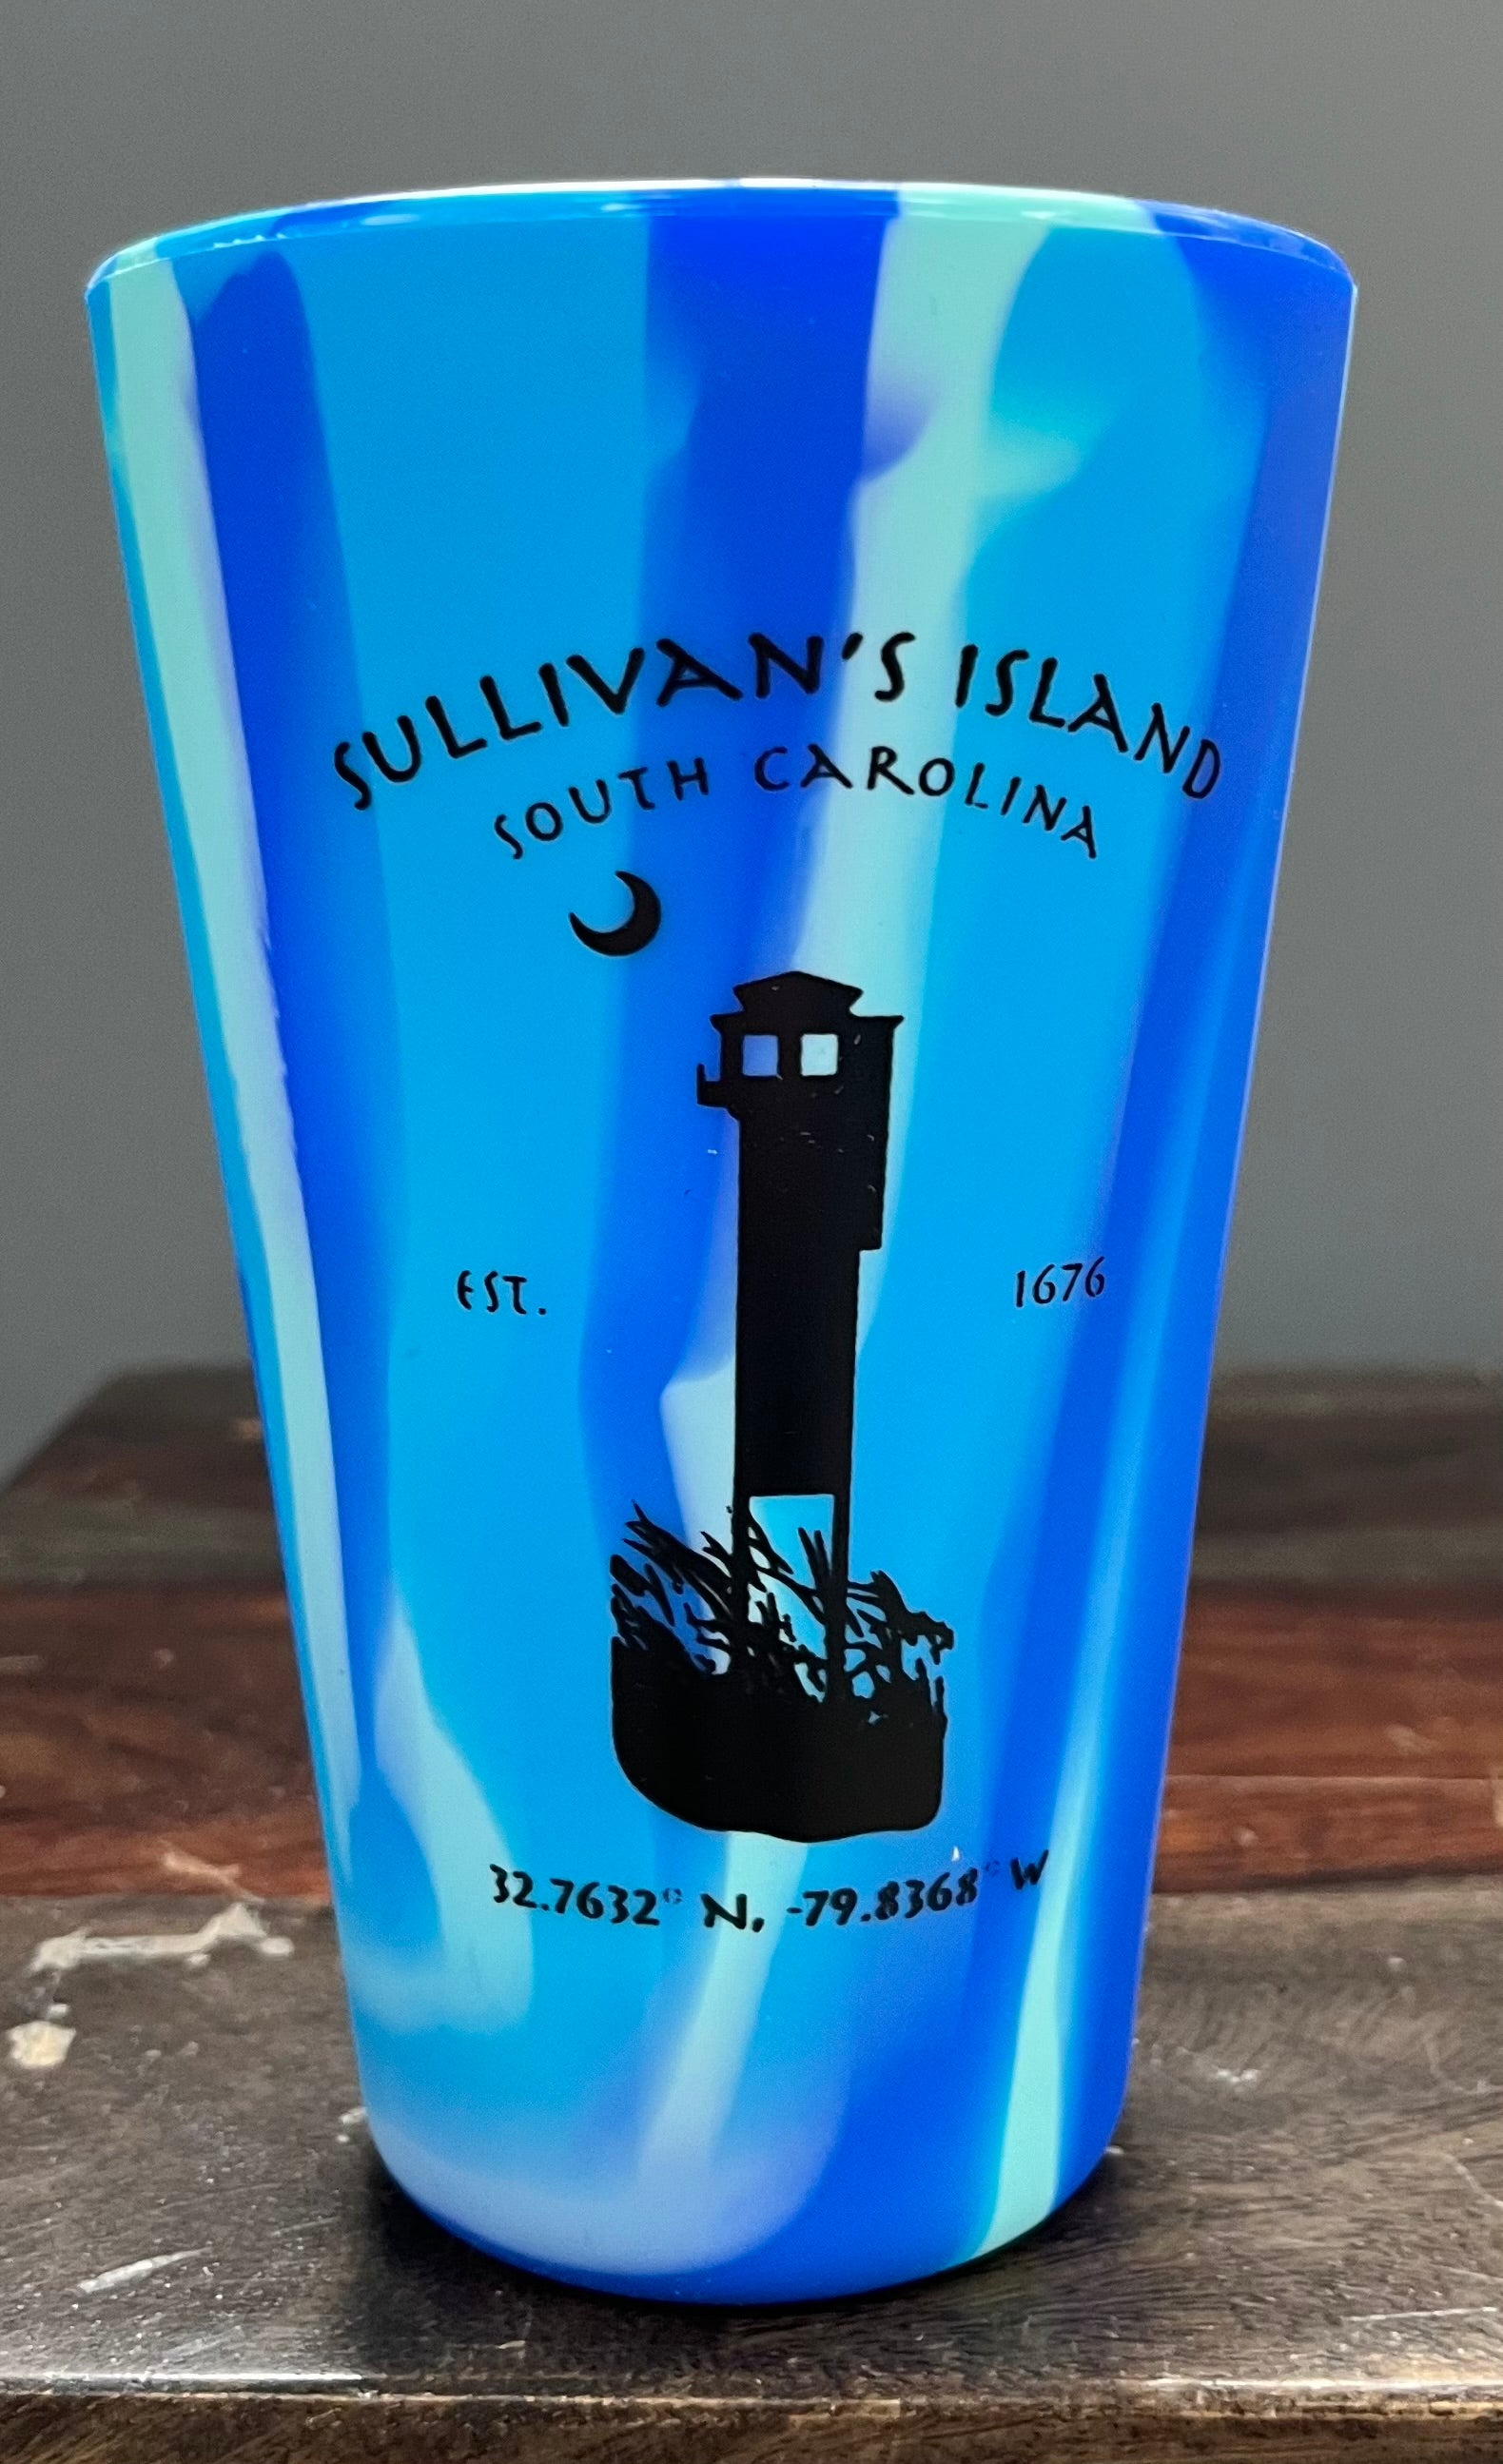 SULLIVAN'S ISLAND
SOUTH CAROLINA
EST. 1676
32.7632° N, -79.8368° W